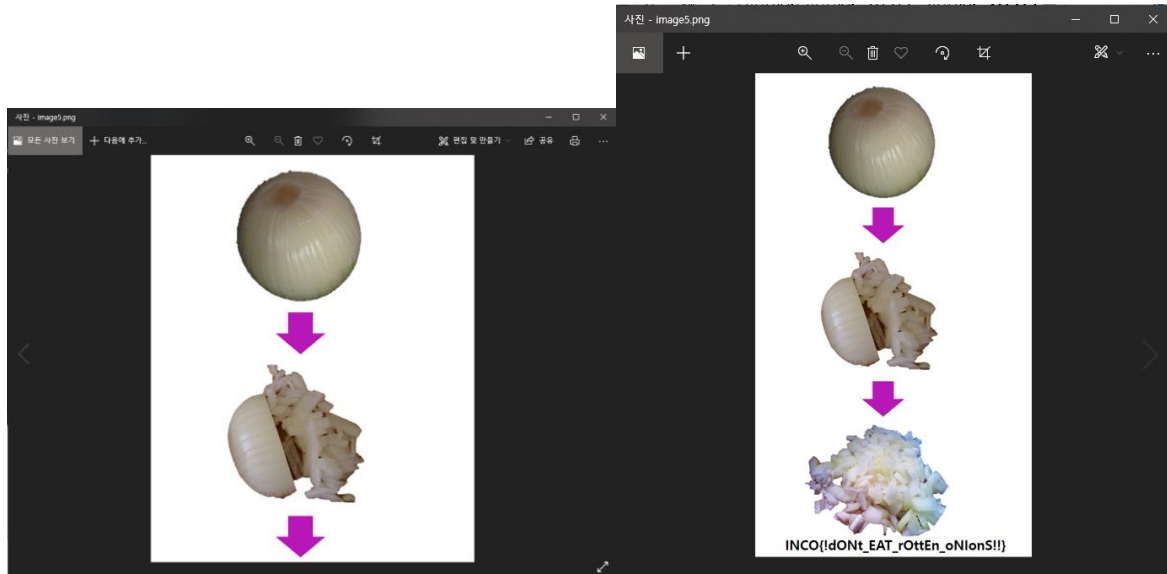 사진 - image5.png
모든 사진 보기
다음에 추가...
편집 및 만들기
공유
사진 - image5.png
INCO{!dONt_EAT_rOttEn_oNIonS!!}